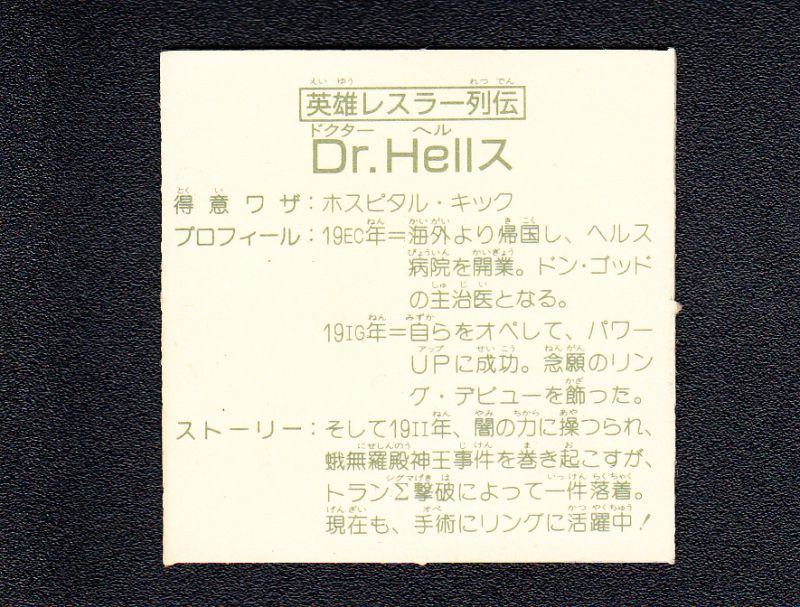 英雄レスラー列伝
Dr.Hellス
得意ワザ：ホスピタル・キック
プロフィール：19EC年＝海外より帰国し、ヘルス
病院を開業。ドン・ゴッド
の主治医となる。
19IG年＝自らをオペして、パワー
UPに成功。念願のリン
グ・デビューを飾った。
ストーリー：そして19II年、闇の力に操つられ、
蛾無羅殿神王事件を巻き起こすが、
トランΣ撃破によって一件落着。
現在も、手術にリングに活躍中！